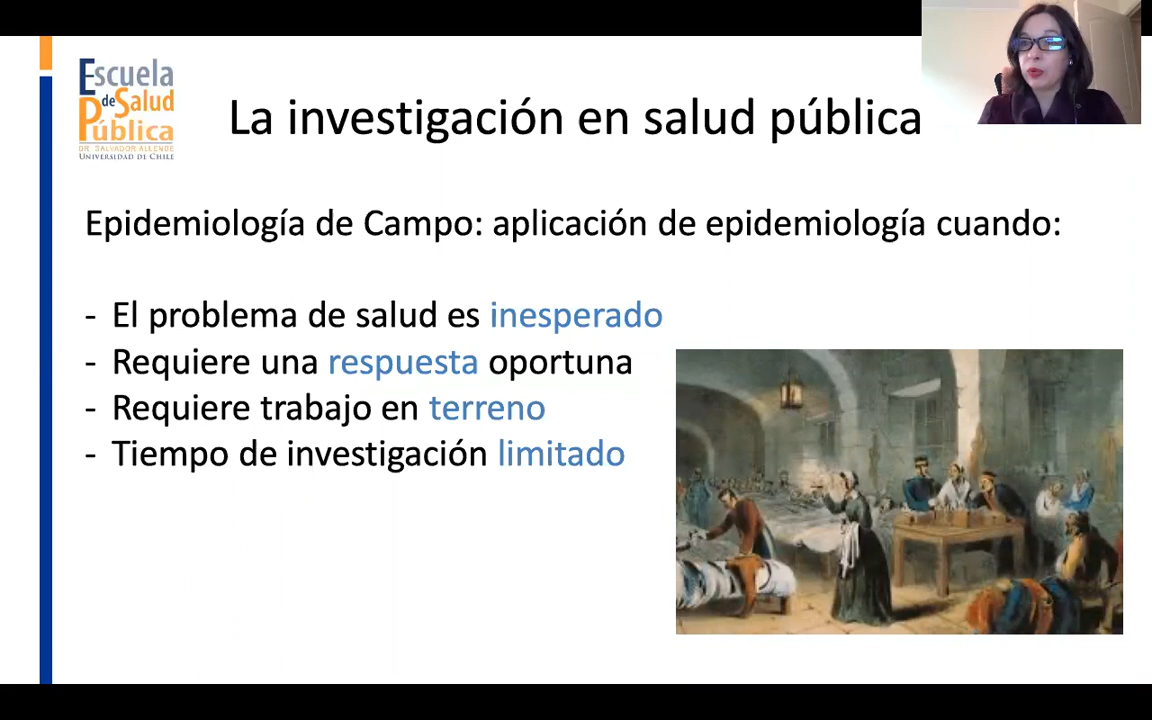 Escuela
de Salud
Pública
DR. SALVADOR ALLENDE
UNIVERSIDAD DE CHILE
La investigación en salud pública
Epidemiología de Campo: aplicación de epidemiología cuando:
- El problema de salud es inesperado
- Requiere una respuesta oportuna
- Requiere trabajo en terreno
- Tiempo de investigación limitado